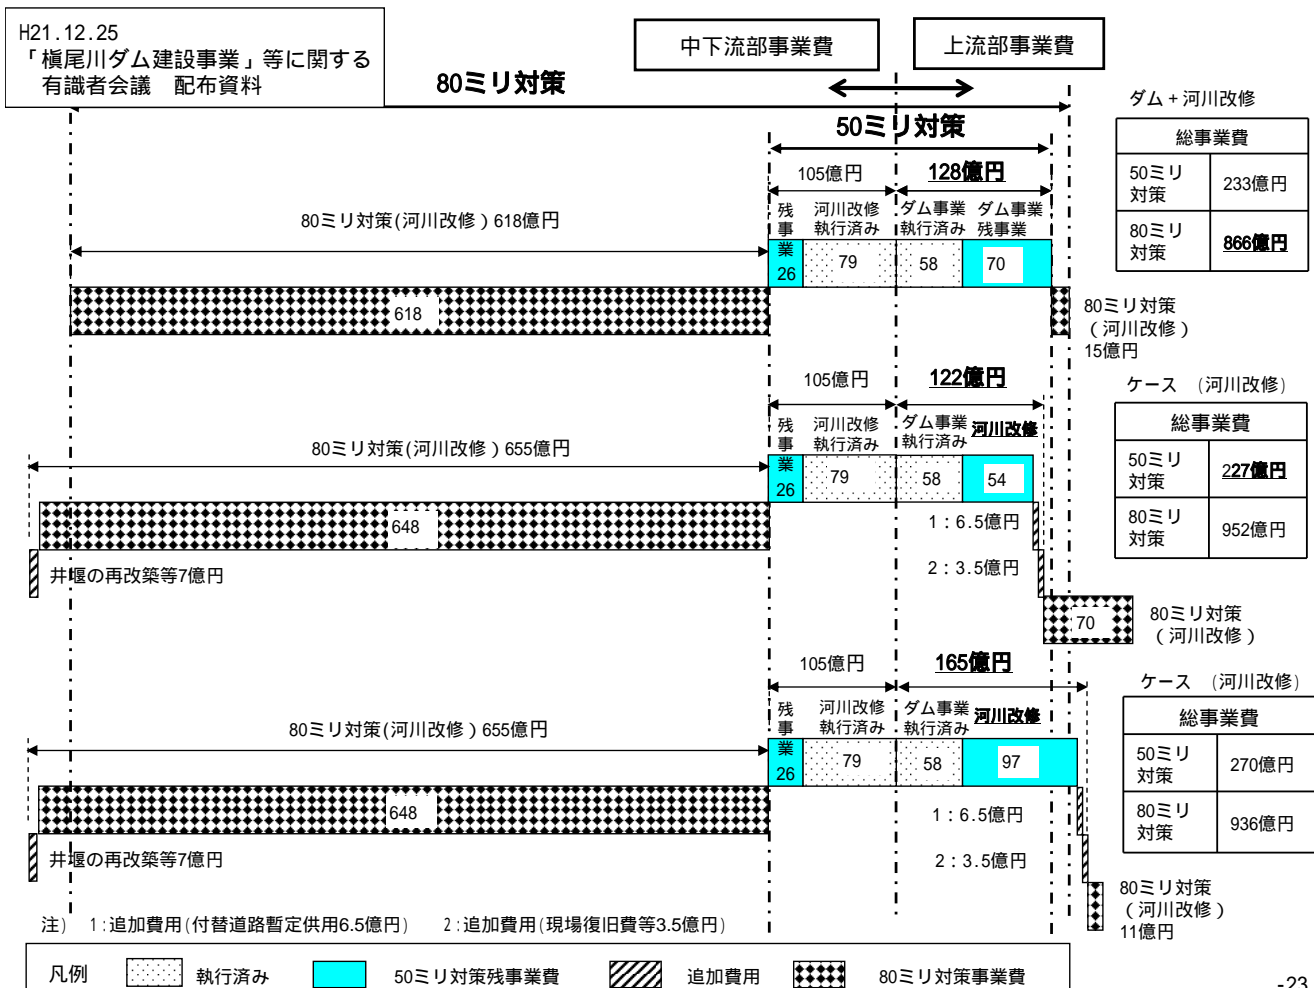 H21.12.25
「槇尾川ダム建設事業」等に関する
有識者会議 配布資料
中下流部事業費
上流部事業費
80ミリ対策
50ミリ対策
ダム+河川改修
総事業費
50ミリ
対策
233億円
80ミリ
対策
866億円
105億円
128億円
80ミリ対策(河川改修)618億円
残
事
業
26
河川改修
執行済み
79
ダム事業
執行済み
58
ダム事業
残事業
70
618
80ミリ対策
(河川改修)
15億円
ケース (河川改修)
総事業費
50ミリ
対策
227億円
80ミリ
対策
952億円
105億円
122億円
80ミリ対策(河川改修)655億円
残
事
業
26
河川改修
執行済み
79
ダム事業
執行済み
58
河川改修
54
648
1:6.5億円
井堰の再改築等7億円
2:3.5億円
70
80ミリ対策
(河川改修)
ケース (河川改修)
総事業費
50ミリ
対策
270億円
80ミリ
対策
936億円
105億円
165億円
80ミリ対策(河川改修)655億円
残
事
業
26
河川改修
執行済み
79
ダム事業
執行済み
58
河川改修
97
648
1:6.5億円
井堰の再改築等7億円
2:3.5億円
80ミリ対策
(河川改修)
11億円
注) 1:追加費用(付替道路暫定供用6.5億円) 2:追加費用(現場復旧費等3.5億円)
凡例 執行済み 50ミリ対策残事業費 追加費用 80ミリ対策事業費
-23